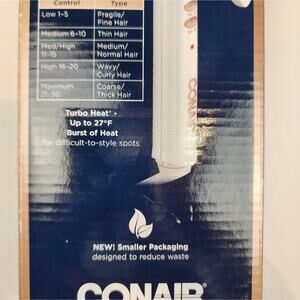 Control Type
Low 1-5 Fragile/
Fine Hair
Medium 6-10 Thin Hair
Med/High Medium/
11-15 Normal Hair
High 16-20 Wavy/
Curly Hair
Maximum Coarse/
21-30 Thick Hair
Turbo Heat® -
Up to 27°F
Burst of Heat
for difficult-to-style spots
NEW! Smaller Packaging
designed to reduce waste
CONAIR®